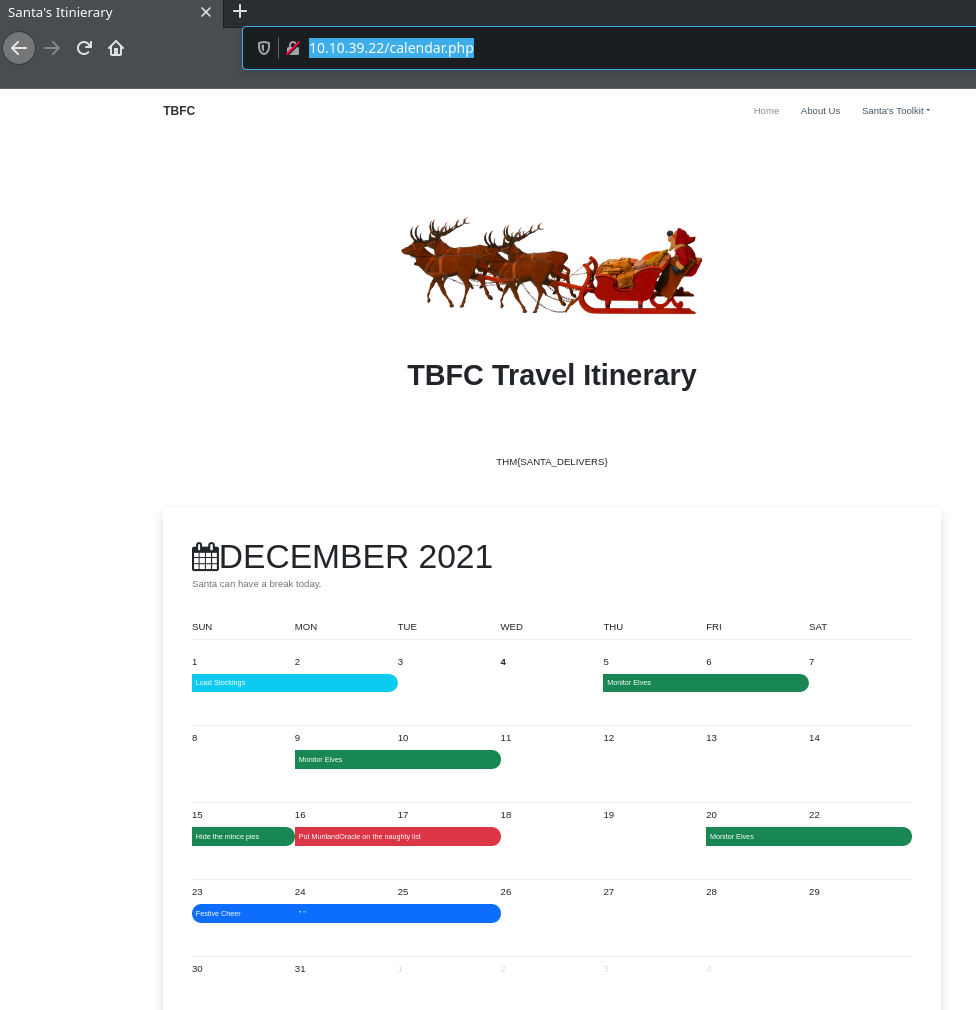 Santa's Itinierary
10.10.39.22/calendar.php
TBFC Home About Us Santa's Toolkit
TBFC Travel Itinerary
THM{SANTA_DELIVERS}
DECEMBER 2021
Santa can have a break today.
SUN MON TUE WED THU FRI SAT
1 2 3 4 5 6 7
Load Stockings Monitor Elves
8 9 10 11 12 13 14
Monitor Elves
15 16 17 18 19 20 22
Hide the mince pies Put MurilandOracle on the naughty list Monitor Elves
23 24 25 26 27 28 29
Festive Cheer " "
30 31 1 2 3 4